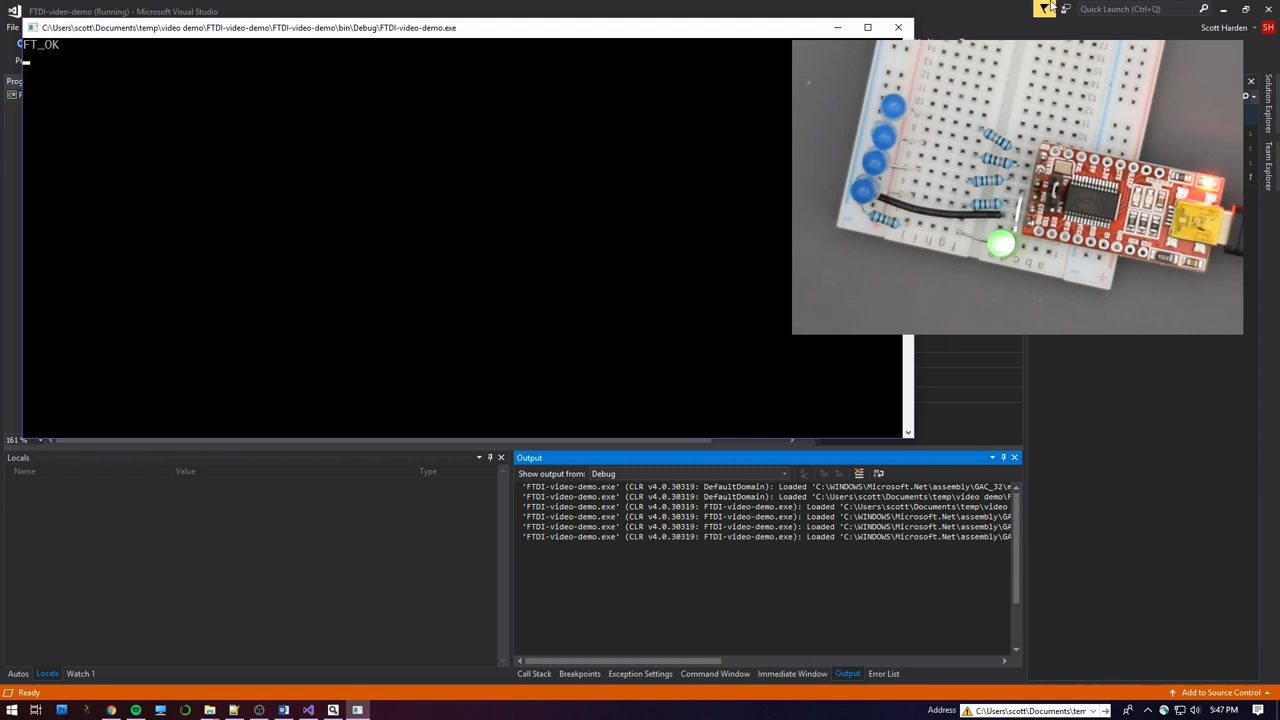 FTDI-video-demo (Running) - Microsoft Visual Studio
Quick Launch (Ctrl+Q)
C:\Users\scott\Documents\temp\video demo\FTDI-video-demo\FTDI-video-demo\bin\Debug\FTDI-video-demo.exe
Scott Harden
SH
FT_OK
Solution Explorer
Team Explorer
161 %
Locals
Name Value Type
Output
Show output from: Debug
'FTDI-video-demo.exe' (CLR v4.0.30319: DefaultDomain): Loaded 'C:\WINDOWS\Microsoft.Net\assembly\GAC_32\m
'FTDI-video-demo.exe' (CLR v4.0.30319: DefaultDomain): Loaded 'C:\Users\scott\Documents\temp\video demo\F
'FTDI-video-demo.exe' (CLR v4.0.30319: FTDI-video-demo.exe): Loaded 'C:\Users\scott\Documents\temp\video
'FTDI-video-demo.exe' (CLR v4.0.30319: FTDI-video-demo.exe): Loaded 'C:\WINDOWS\Microsoft.Net\assembly\GA
'FTDI-video-demo.exe' (CLR v4.0.30319: FTDI-video-demo.exe): Loaded 'C:\WINDOWS\Microsoft.Net\assembly\GA
'FTDI-video-demo.exe' (CLR v4.0.30319: FTDI-video-demo.exe): Loaded 'C:\WINDOWS\Microsoft.Net\assembly\GA
Autos Locals Watch 1
Call Stack Breakpoints Exception Settings Command Window Immediate Window Output Error List
Ready
Add to Source Control
Address C:\Users\scott\Documents\tem
5:47 PM